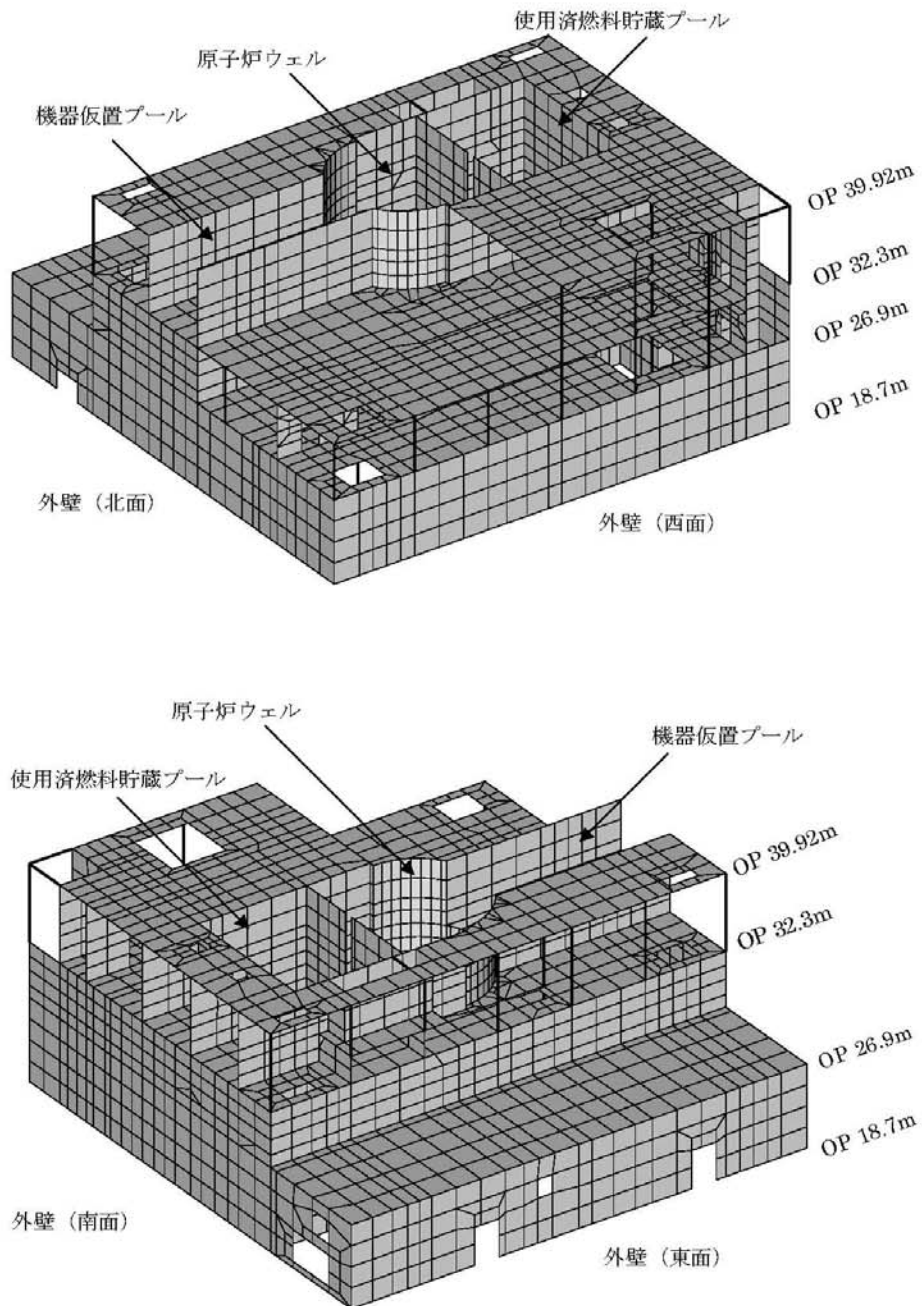 使用済燃料貯蔵プール
原子炉ウェル
機器仮置プール
OP 39.92m
OP 32.3m
OP 26.9m
OP 18.7m
外壁（北面）
外壁（西面）
原子炉ウェル
機器仮置プール
使用済燃料貯蔵プール
OP 39.92m
OP 32.3m
OP 26.9m
OP 18.7m
外壁（南面）
外壁（東面）